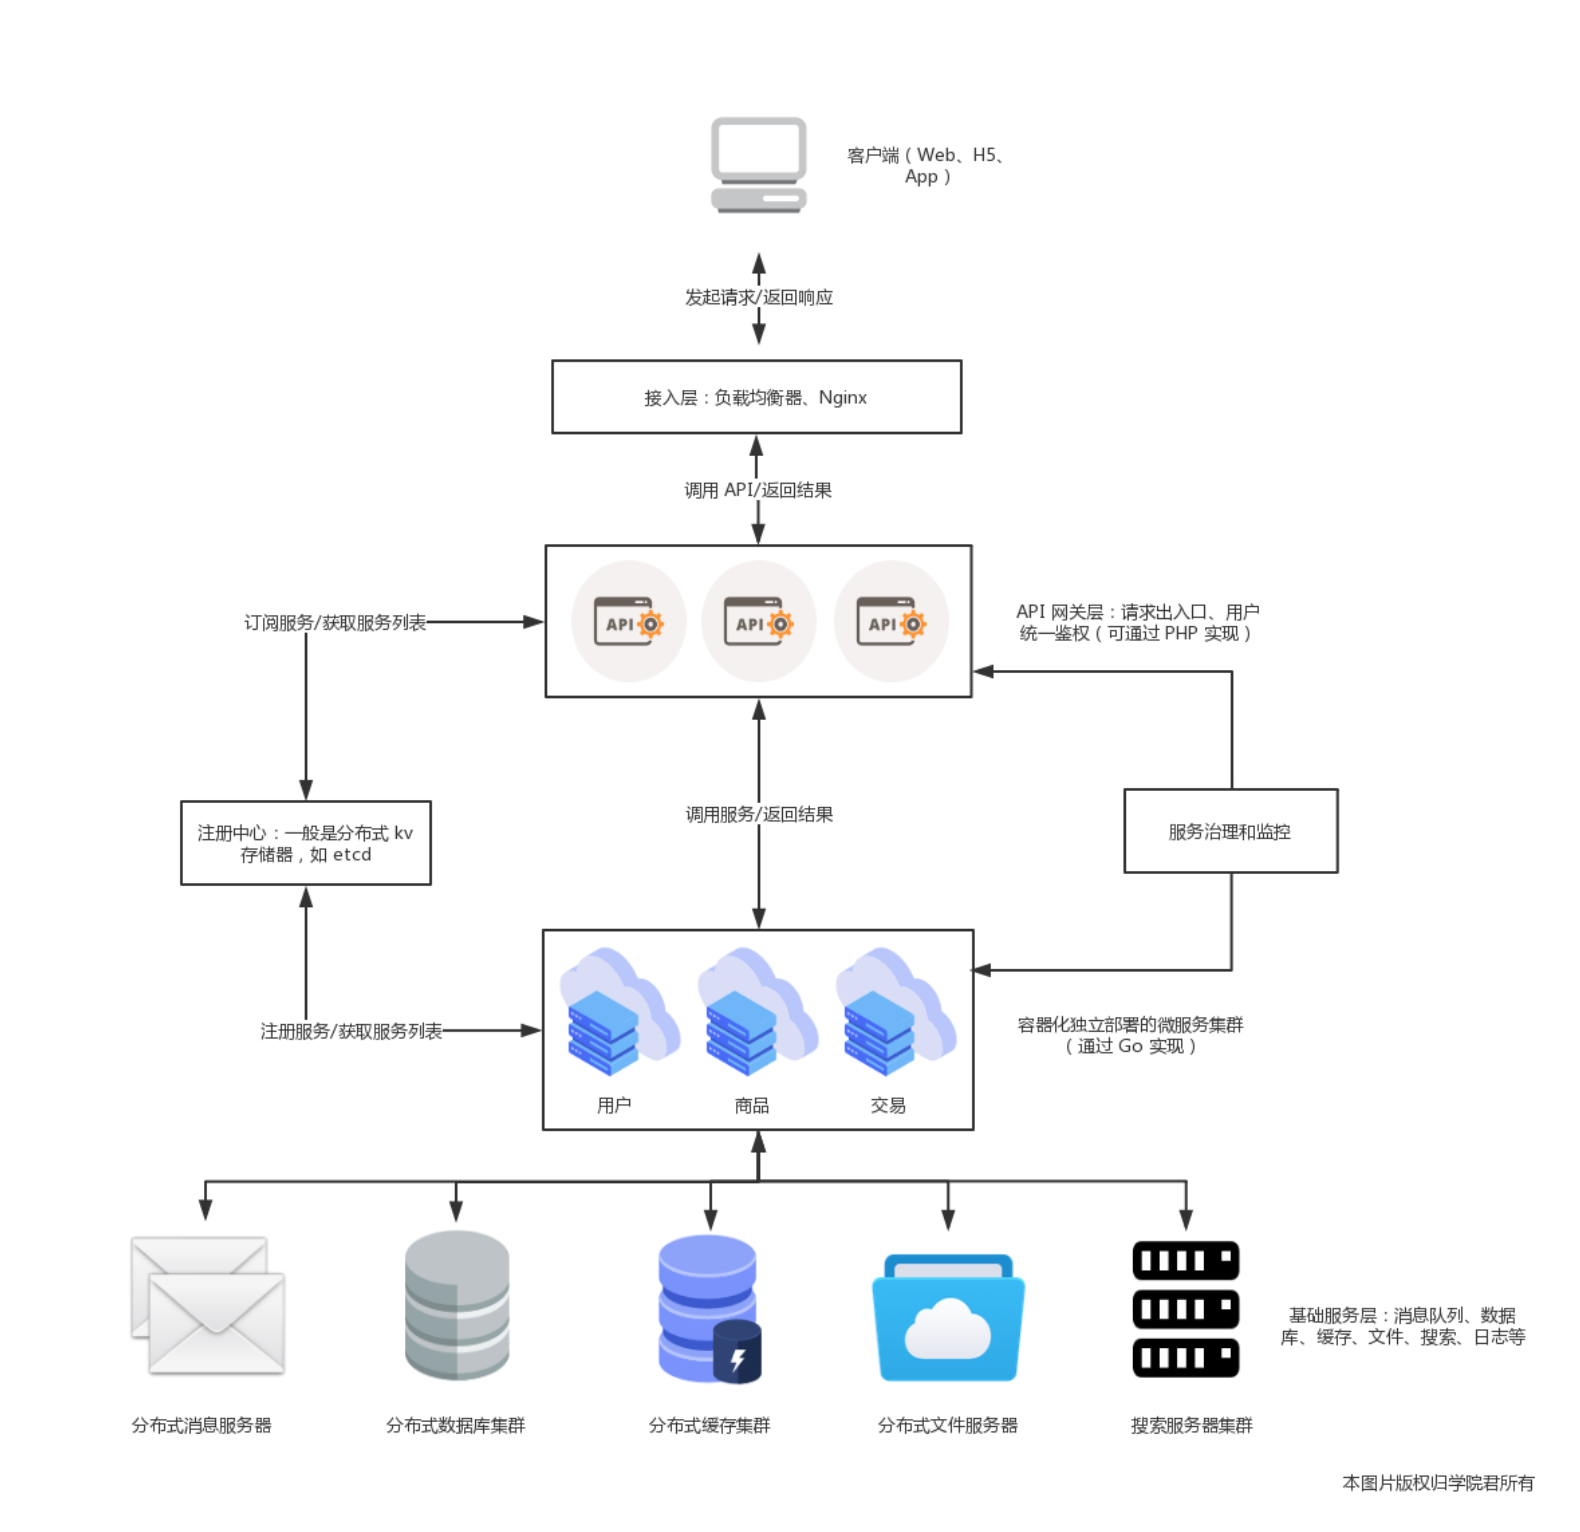 客户端（Web、H5、
App）
发起请求/返回响应
接入层：负载均衡器、Nginx
调用 API/返回结果
API
API
API
订阅服务/获取服务列表
API 网关层：请求出入口、用户
统一鉴权（可通过 PHP 实现）
注册中心：一般是分布式 kv
存储器，如 etcd
调用服务/返回结果
服务治理和监控
注册服务/获取服务列表
容器化独立部署的微服务集群
（通过 Go 实现）
用户
商品
交易
基础服务层：消息队列、数据
库、缓存、文件、搜索、日志等
分布式消息服务器
分布式数据库集群
分布式缓存集群
分布式文件服务器
搜索服务器集群
本图片版权归学院君所有